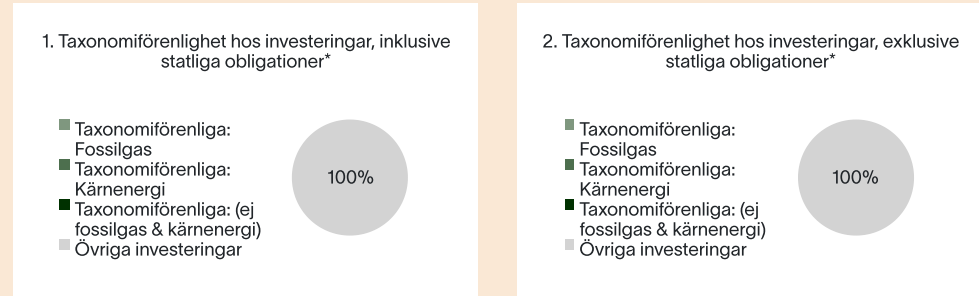 1. Taxonomiförenlighet hos investeringar, inklusive
statliga obligationer*
Taxonomiförenliga:
Fossilgas
Taxonomiförenliga:
Kärnenergi
Taxonomiförenliga: (ej
fossilgas & kärnenergi)
Övriga investeringar
100%
2. Taxonomiförenlighet hos investeringar, exklusive
statliga obligationer*
Taxonomiförenliga:
Fossilgas
Taxonomiförenliga:
Kärnenergi
Taxonomiförenliga: (ej
fossilgas & kärnenergi)
Övriga investeringar
100%